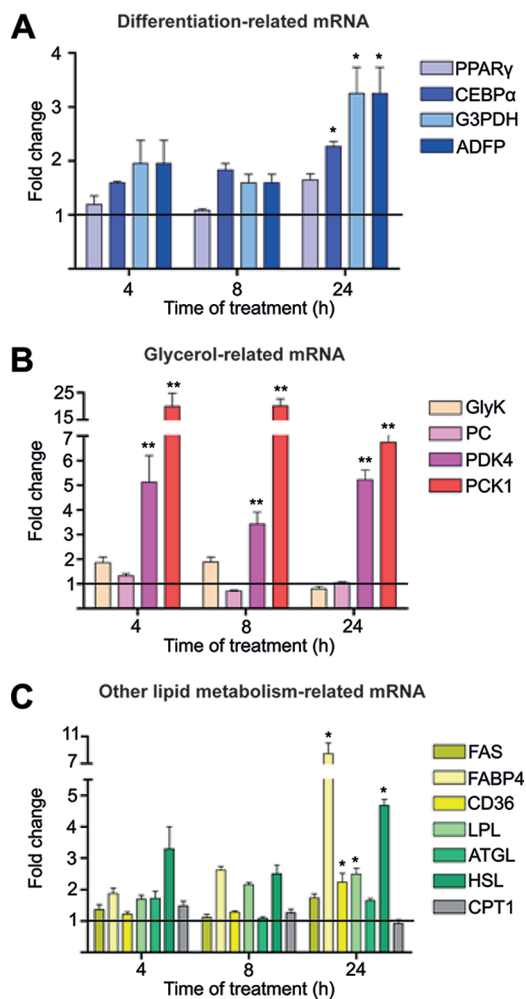 A
Differentiation-related mRNA
4
3
2
1
Fold change
* * *
4 8 24
Time of treatment (h)
PPARγ
CEBPα
G3PDH
ADFP
B
Glycerol-related mRNA
25
15
7
6
5
4
3
2
1
Fold change
** ** ** ** ** **
4 8 24
Time of treatment (h)
GlyK
PC
PDK4
PCK1
C
Other lipid metabolism-related mRNA
11
7
5
4
3
2
1
Fold change
* * * *
4 8 24
Time of treatment (h)
FAS
FABP4
CD36
LPL
ATGL
HSL
CPT1